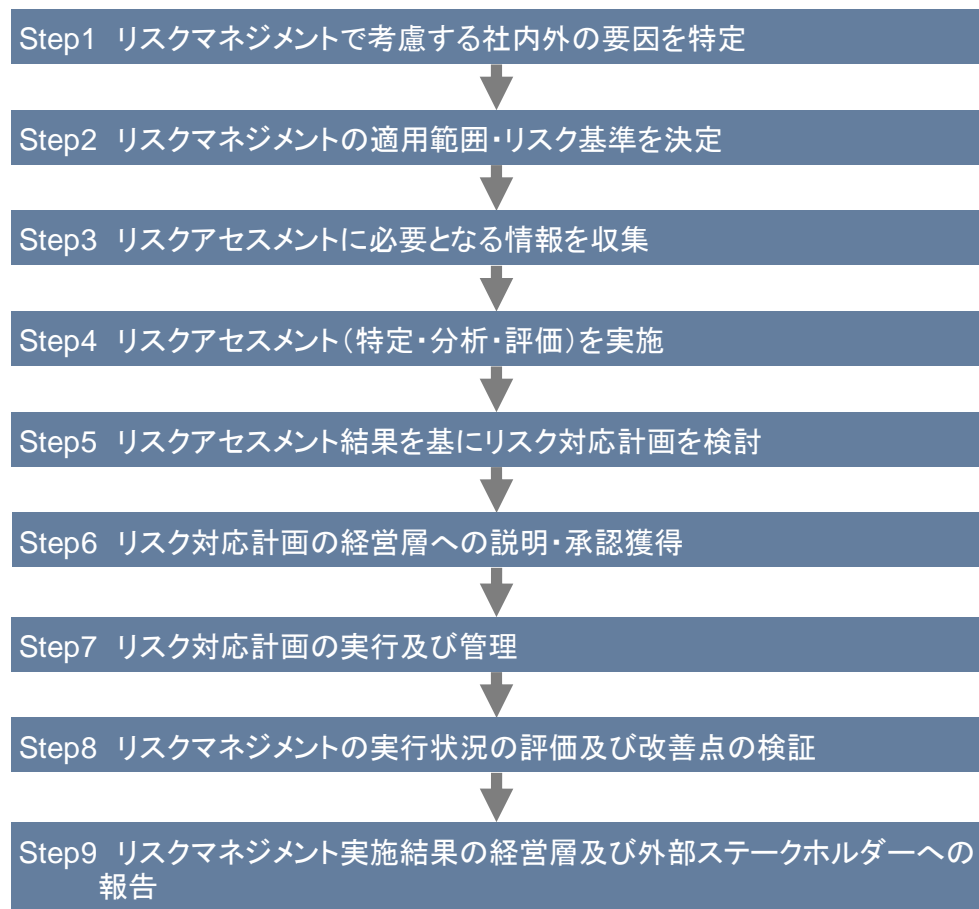 Step1 リスクマネジメントで考慮する社内外の要因を特定
Step2 リスクマネジメントの適用範囲・リスク基準を決定
Step3 リスクアセスメントに必要となる情報を収集
Step4 リスクアセスメント（特定・分析・評価）を実施
Step5 リスクアセスメント結果を基にリスク対応計画を検討
Step6 リスク対応計画の経営層への説明・承認獲得
Step7 リスク対応計画の実行及び管理
Step8 リスクマネジメントの実行状況の評価及び改善点の検証
Step9 リスクマネジメント実施結果の経営層及び外部ステークホルダーへの
報告